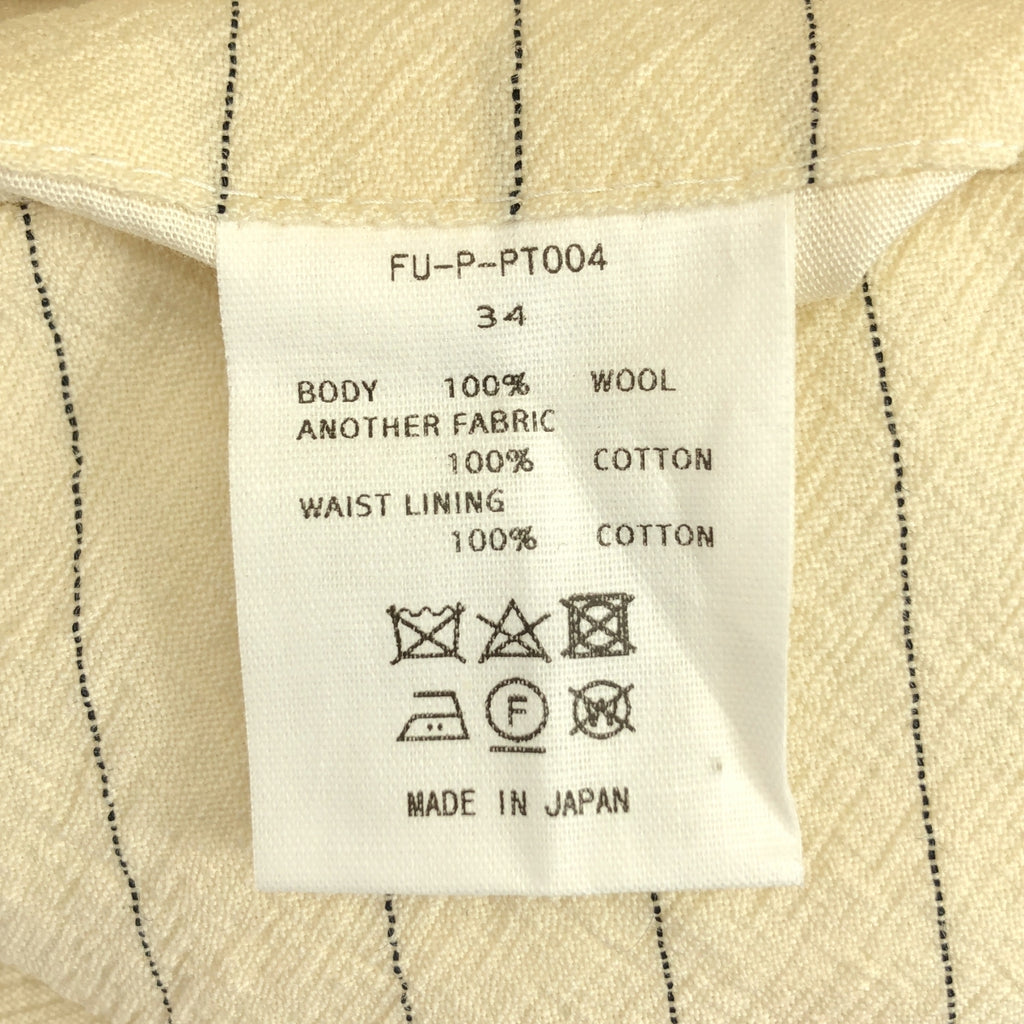 FU-P-PT004
34
BODY 100% WOOL
ANOTHER FABRIC
100% COTTON
WAIST LINING
100% COTTON
F W
MADE IN JAPAN